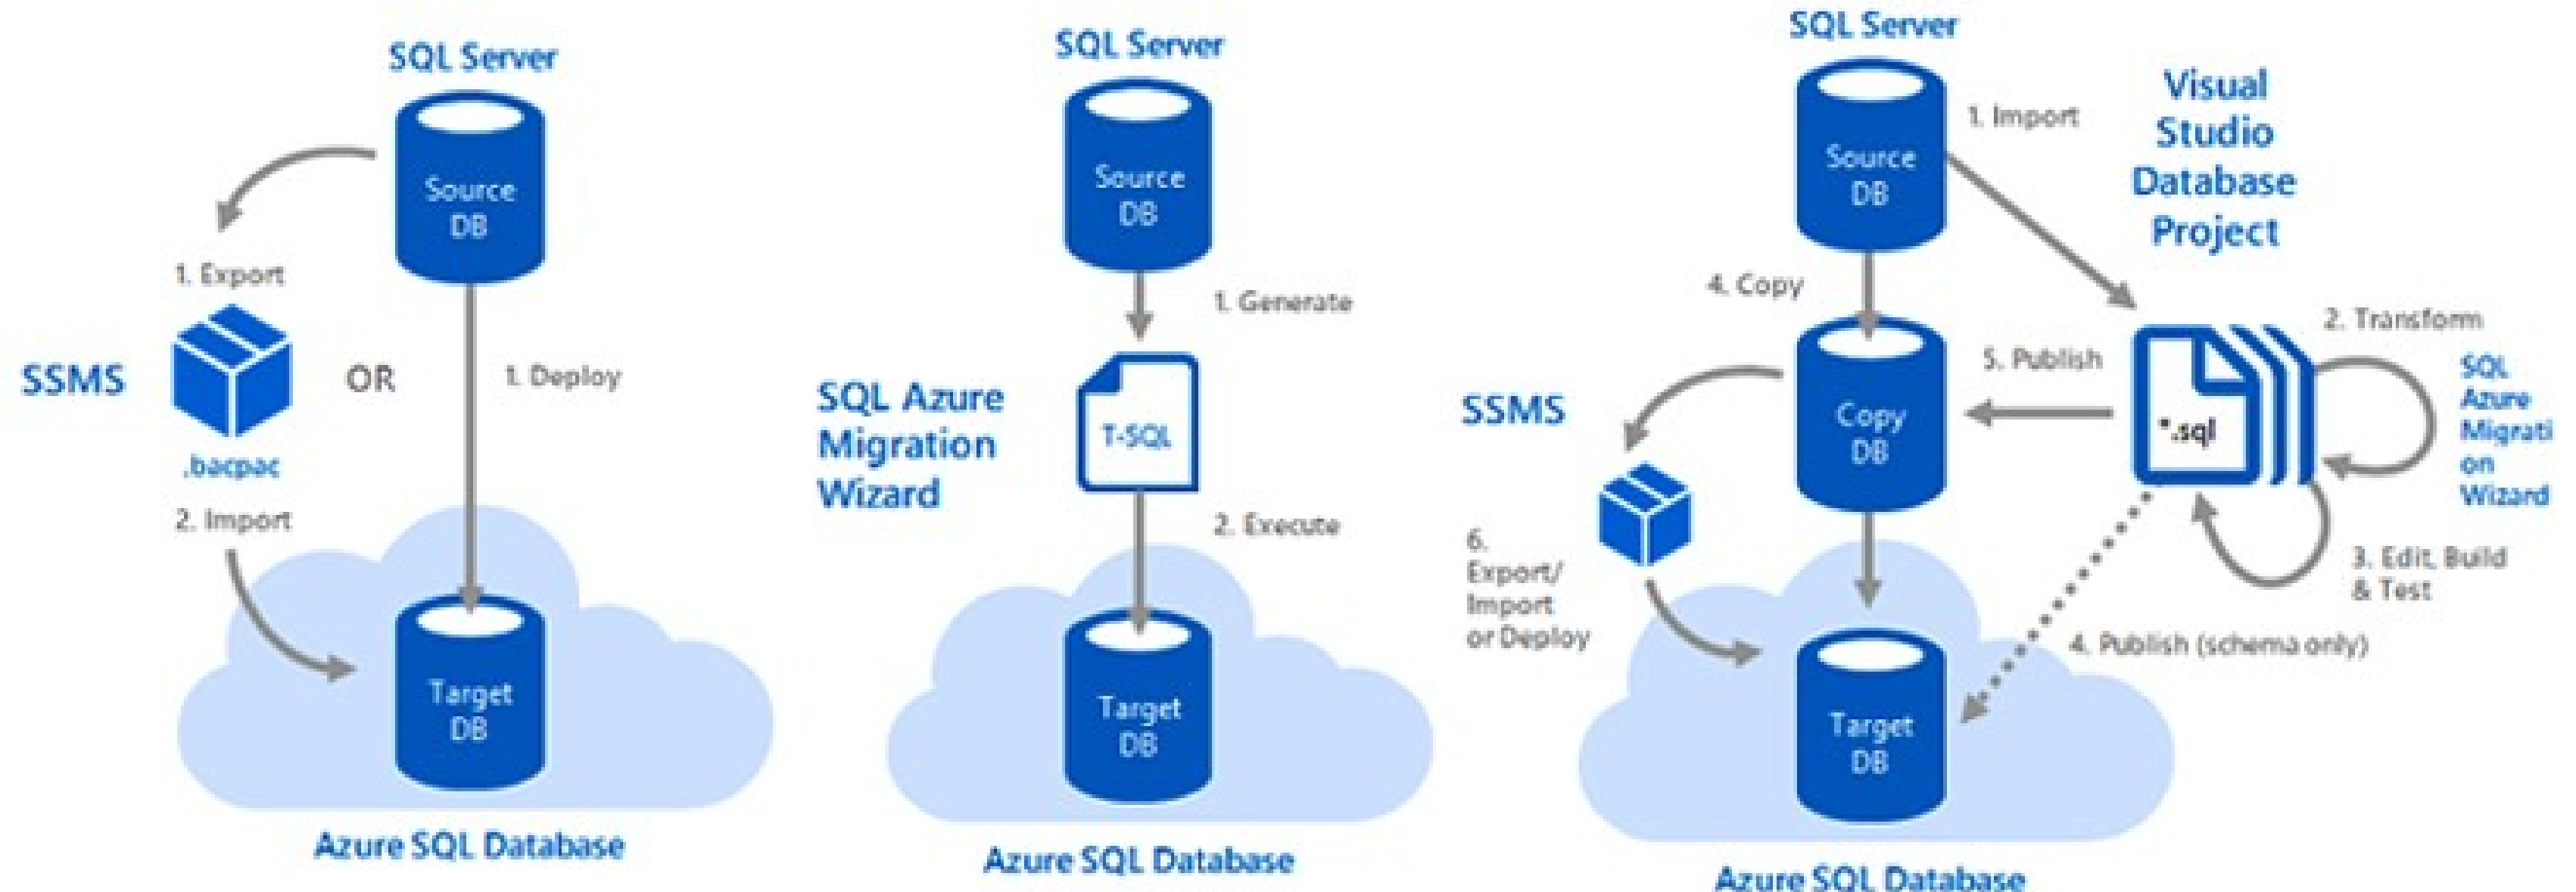 SQL Server
Source
DB
1. Export
SSMS
OR
1. Deploy
.bacpac
2. Import
Target
DB
Azure SQL Database
SQL Server
Source
DB
1. Generate
SQL Azure
Migration
Wizard
T-SQL
2. Execute
Target
DB
Azure SQL Database
SQL Server
Source
DB
1. Import
Visual
Studio
Database
Project
4. Copy
2. Transform
SQL
Azure
Migrati
on
Wizard
5. Publish
SSMS
Copy
DB
*.sql
6.
Export/
Import
or Deploy
3. Edit, Build
& Test
4. Publish (schema only)
Target
DB
Azure SQL Database